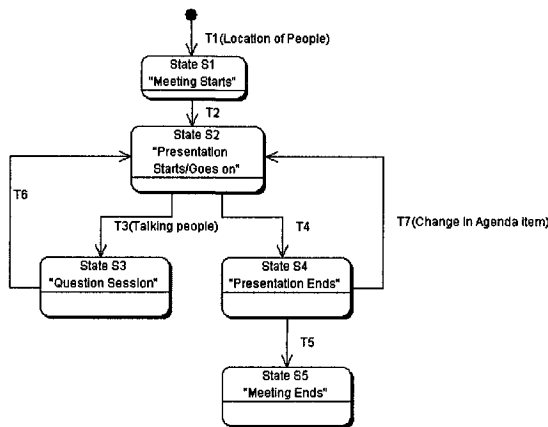 T1(Location of People)
State S1
"Meeting Starts"
T2
State S2
"Presentation
Starts/Goes on"
T6
T3(Talking people)
T4
T7(Change in Agenda item)
State S3
"Question Session"
State S4
"Presentation Ends"
T5
State S5
"Meeting Ends"